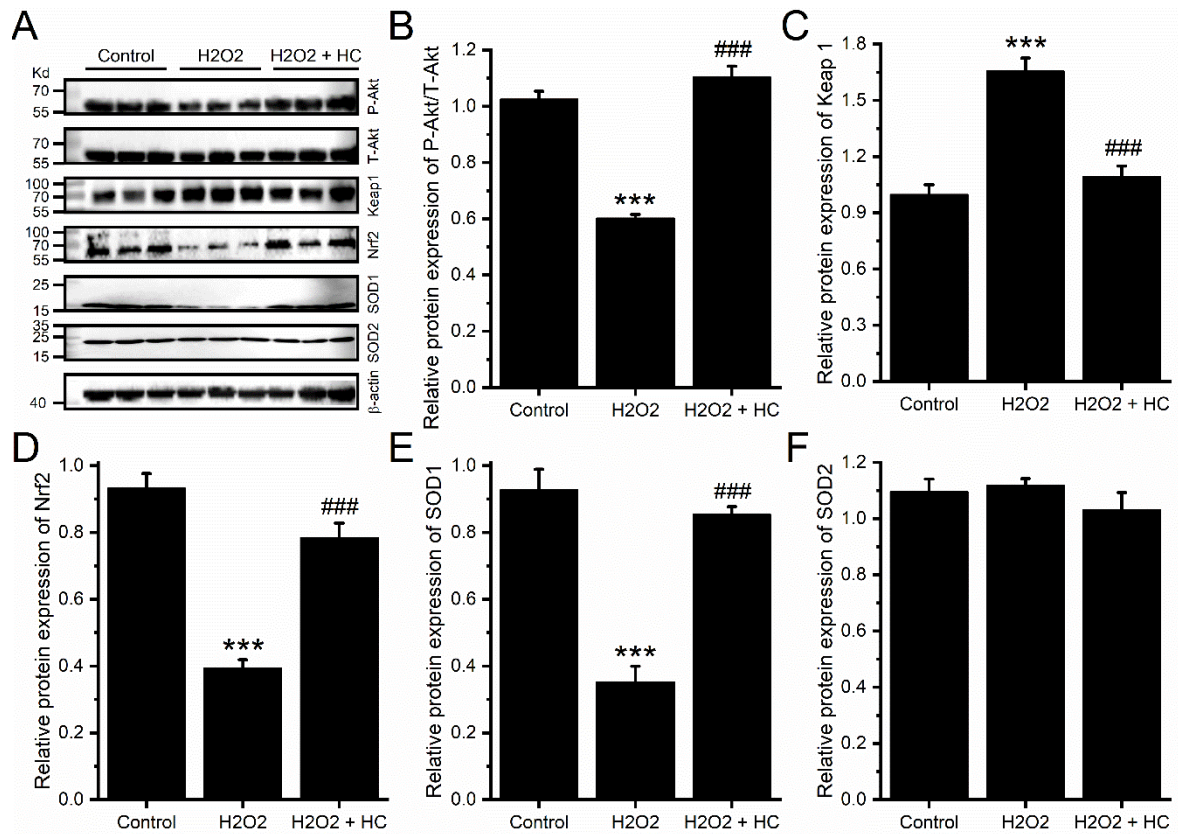 A
Control H2O2 H2O2 + HC
Kd
70
55
P-Akt
70
55
T-Akt
100
70
55
Keap1
100
70
55
Nrf2
25
15
SOD1
35
25
15
SOD2
40
β-actin
B
Relative protein expression of P-Akt/T-Akt
1.2
1.0
0.8
0.6
0.4
0.2
0.0
***
###
Control H2O2 H2O2 + HC
C
Relative protein expression of Keap 1
1.8
1.5
1.2
0.9
0.6
0.3
0.0
***
###
Control H2O2 H2O2 + HC
D
Relative protein expression of Nrf2
1.0
0.8
0.6
0.4
0.2
0.0
***
###
Control H2O2 H2O2 + HC
E
Relative protein expression of SOD1
1.0
0.8
0.6
0.4
0.2
0.0
***
###
Control H2O2 H2O2 + HC
F
Relative protein expression of SOD2
1.2
1.0
0.8
0.6
0.4
0.2
0.0
Control H2O2 H2O2 + HC